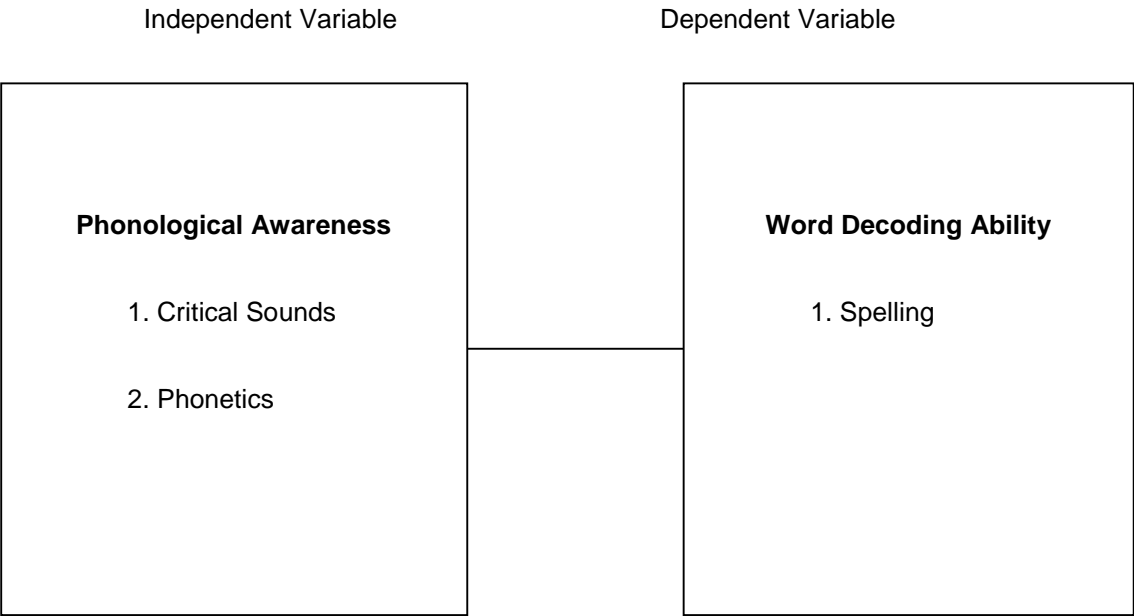 Independent Variable
Dependent Variable
Phonological Awareness
1. Critical Sounds
2. Phonetics
Word Decoding Ability
1. Spelling